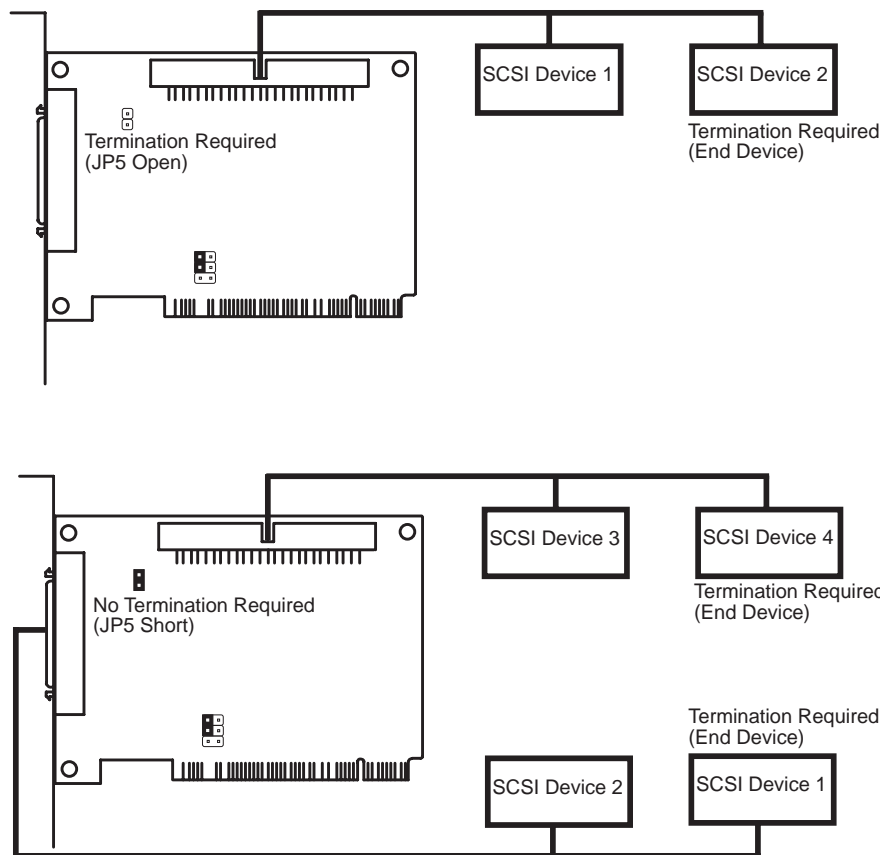 SCSI Device 1
SCSI Device 2
Termination Required
(End Device)
Termination Required
(JP5 Open)
SCSI Device 3
SCSI Device 4
Termination Required
(End Device)
No Termination Required
(JP5 Short)
Termination Required
(End Device)
SCSI Device 2
SCSI Device 1